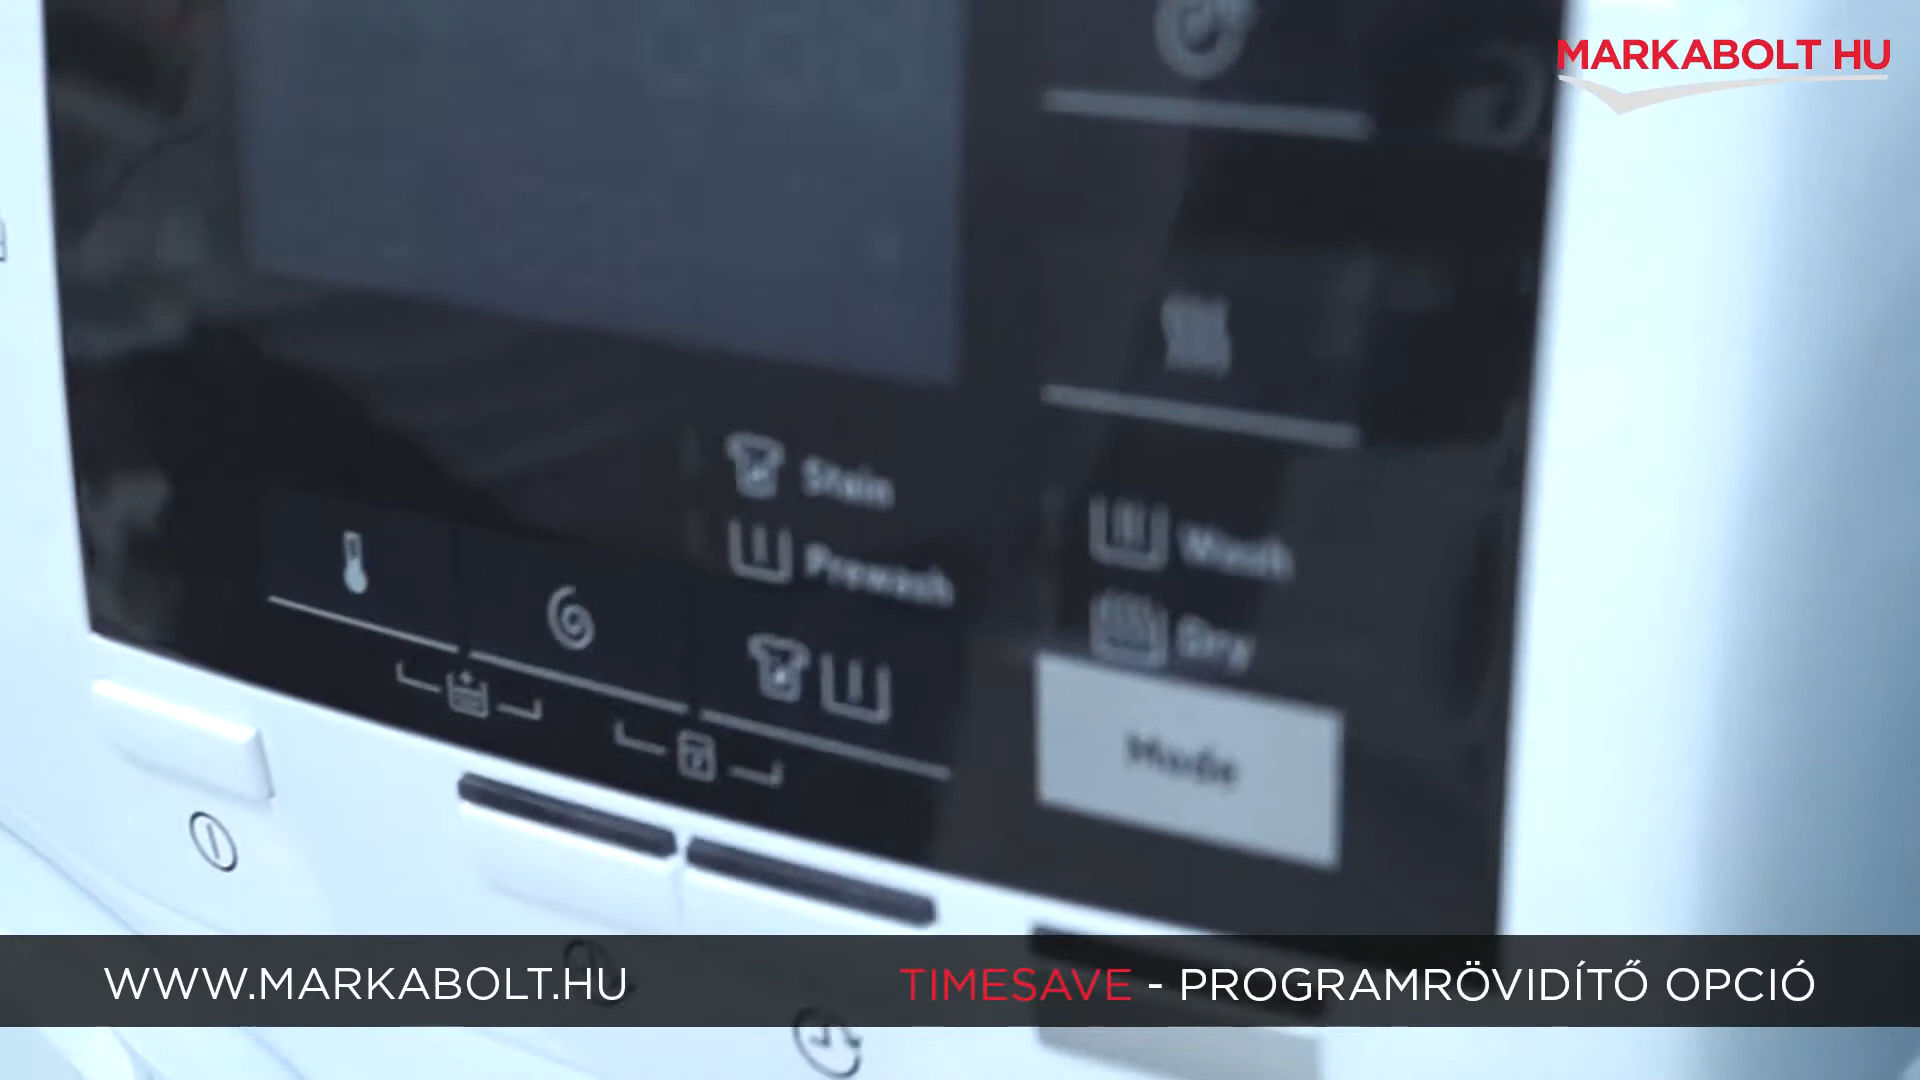 MARKABOLT HU
Stain
Prewash
Wash
Dry
Mode
WWW.MARKABOLT.HU
TIMESAVE - PROGRAMRÖVIDÍTŐ OPCIÓ